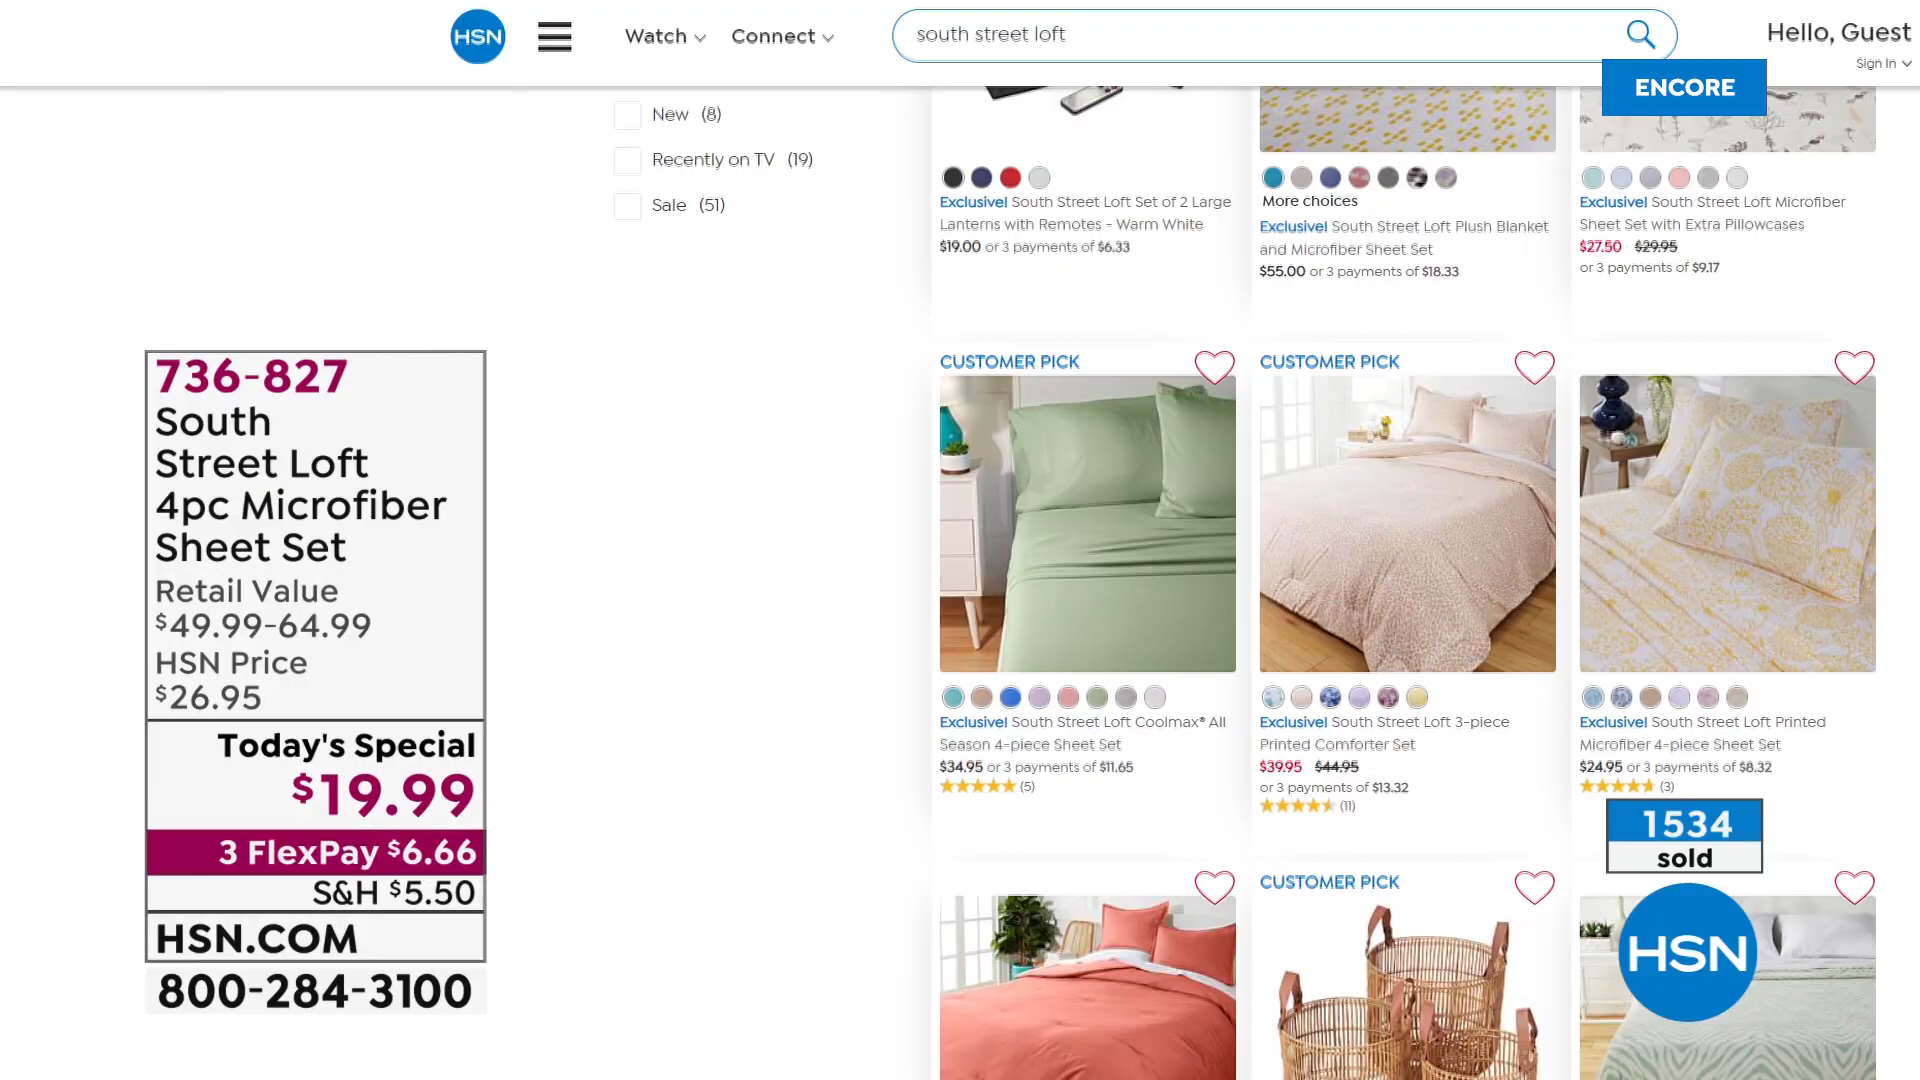 HSN
Watch
Connect
south street loft
Hello, Guest
Sign In
ENCORE
New (8)
Recently on TV (19)
Sale (51)
Exclusive! South Street Loft Set of 2 Large
Lanterns with Remotes - Warm White
$19.00 or 3 payments of $6.33
More choices
Exclusive! South Street Loft Plush Blanket
and Microfiber Sheet Set
$55.00 or 3 payments of $18.33
Exclusive! South Street Loft Microfiber
Sheet Set with Extra Pillowcases
$27.50 $29.95
or 3 payments of $9.17
736-827
South
Street Loft
4pc Microfiber
Sheet Set
Retail Value
$49.99-64.99
HSN Price
$26.95
Today's Special
$19.99
3 FlexPay $6.66
S&H $5.50
HSN.COM
800-284-3100
CUSTOMER PICK
Exclusive! South Street Loft Coolmax® All
Season 4-piece Sheet Set
$34.95 or 3 payments of $11.65
(5)
CUSTOMER PICK
Exclusive! South Street Loft 3-piece
Printed Comforter Set
$39.95 $44.95
or 3 payments of $13.32
(11)
Exclusive! South Street Loft Printed
Microfiber 4-piece Sheet Set
$24.95 or 3 payments of $8.32
(3)
1534
sold
CUSTOMER PICK
HSN